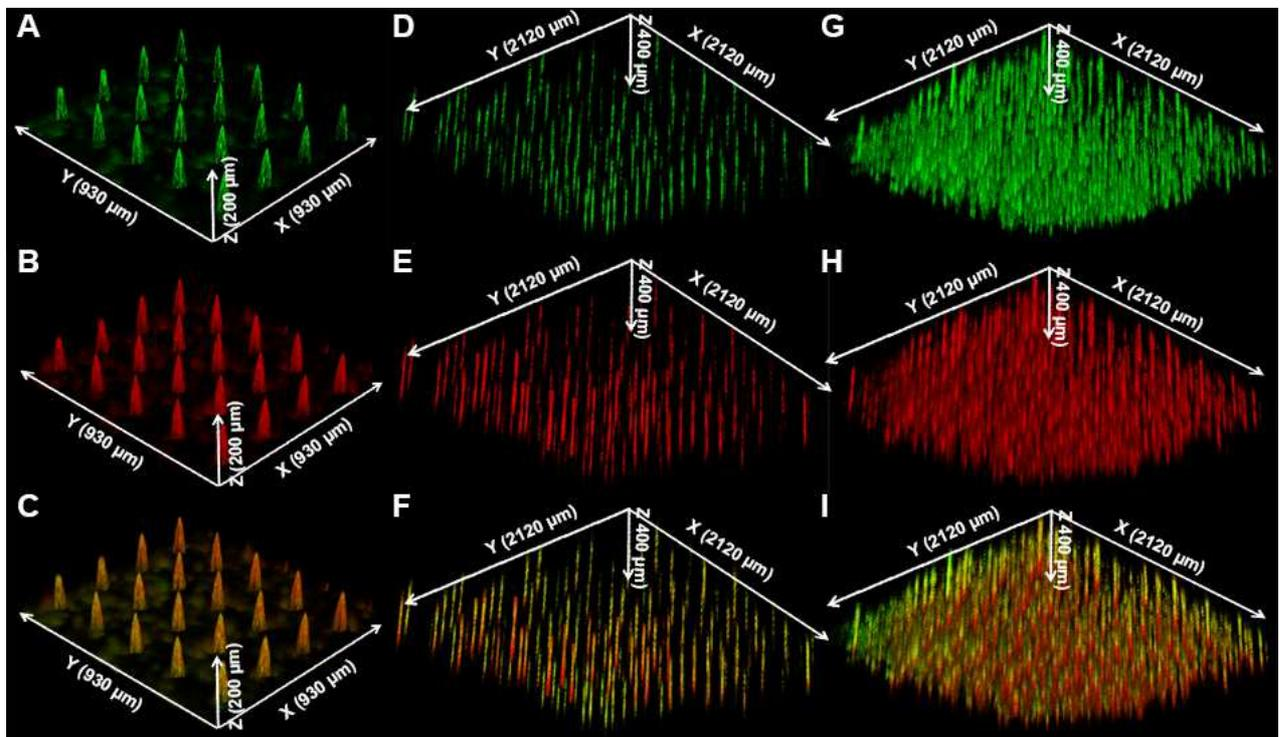 A
Y (930 µm)
Z (200 µm)
X (930 µm)
D
Y (2120 µm)
Z 400 µm)
X (2120 µm)
G
Y (2120 µm)
Z 400 µm)
X (2120 µm)
B
Y (930 µm)
Z (200 µm)
X (930 µm)
E
Y (2120 µm)
Z 400 µm)
X (2120 µm)
H
Y (2120 µm)
Z 400 µm)
X (2120 µm)
C
Y (930 µm)
Z (200 µm)
X (930 µm)
F
Y (2120 µm)
Z 400 µm)
X (2120 µm)
I
Y (2120 µm)
Z 400 µm)
X (2120 µm)